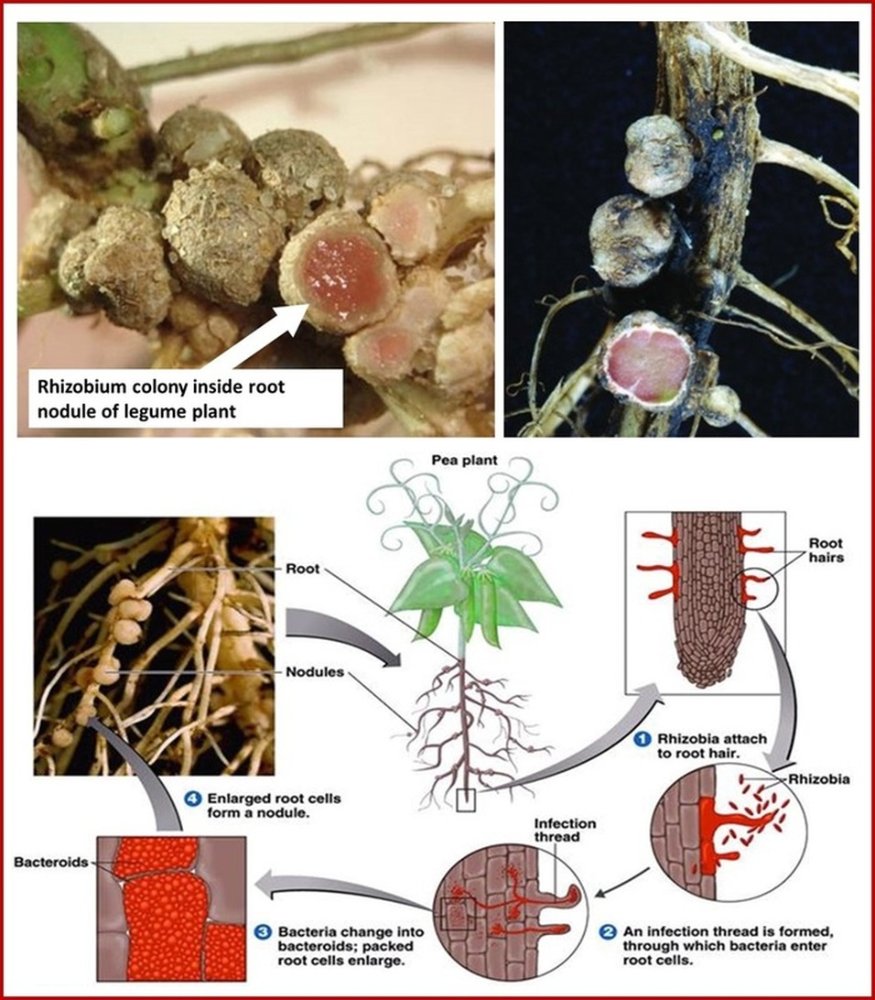 Rhizobium colony inside root
nodule of legume plant
Pea plant
Root
Nodules
Root
hairs
1 Rhizobia attach
to root hair.
Rhizobia
2 An infection thread is formed,
through which bacteria enter
root cells.
Infection
thread
3 Bacteria change into
bacteroids; packed
root cells enlarge.
Bacteroids
4 Enlarged root cells
form a nodule.